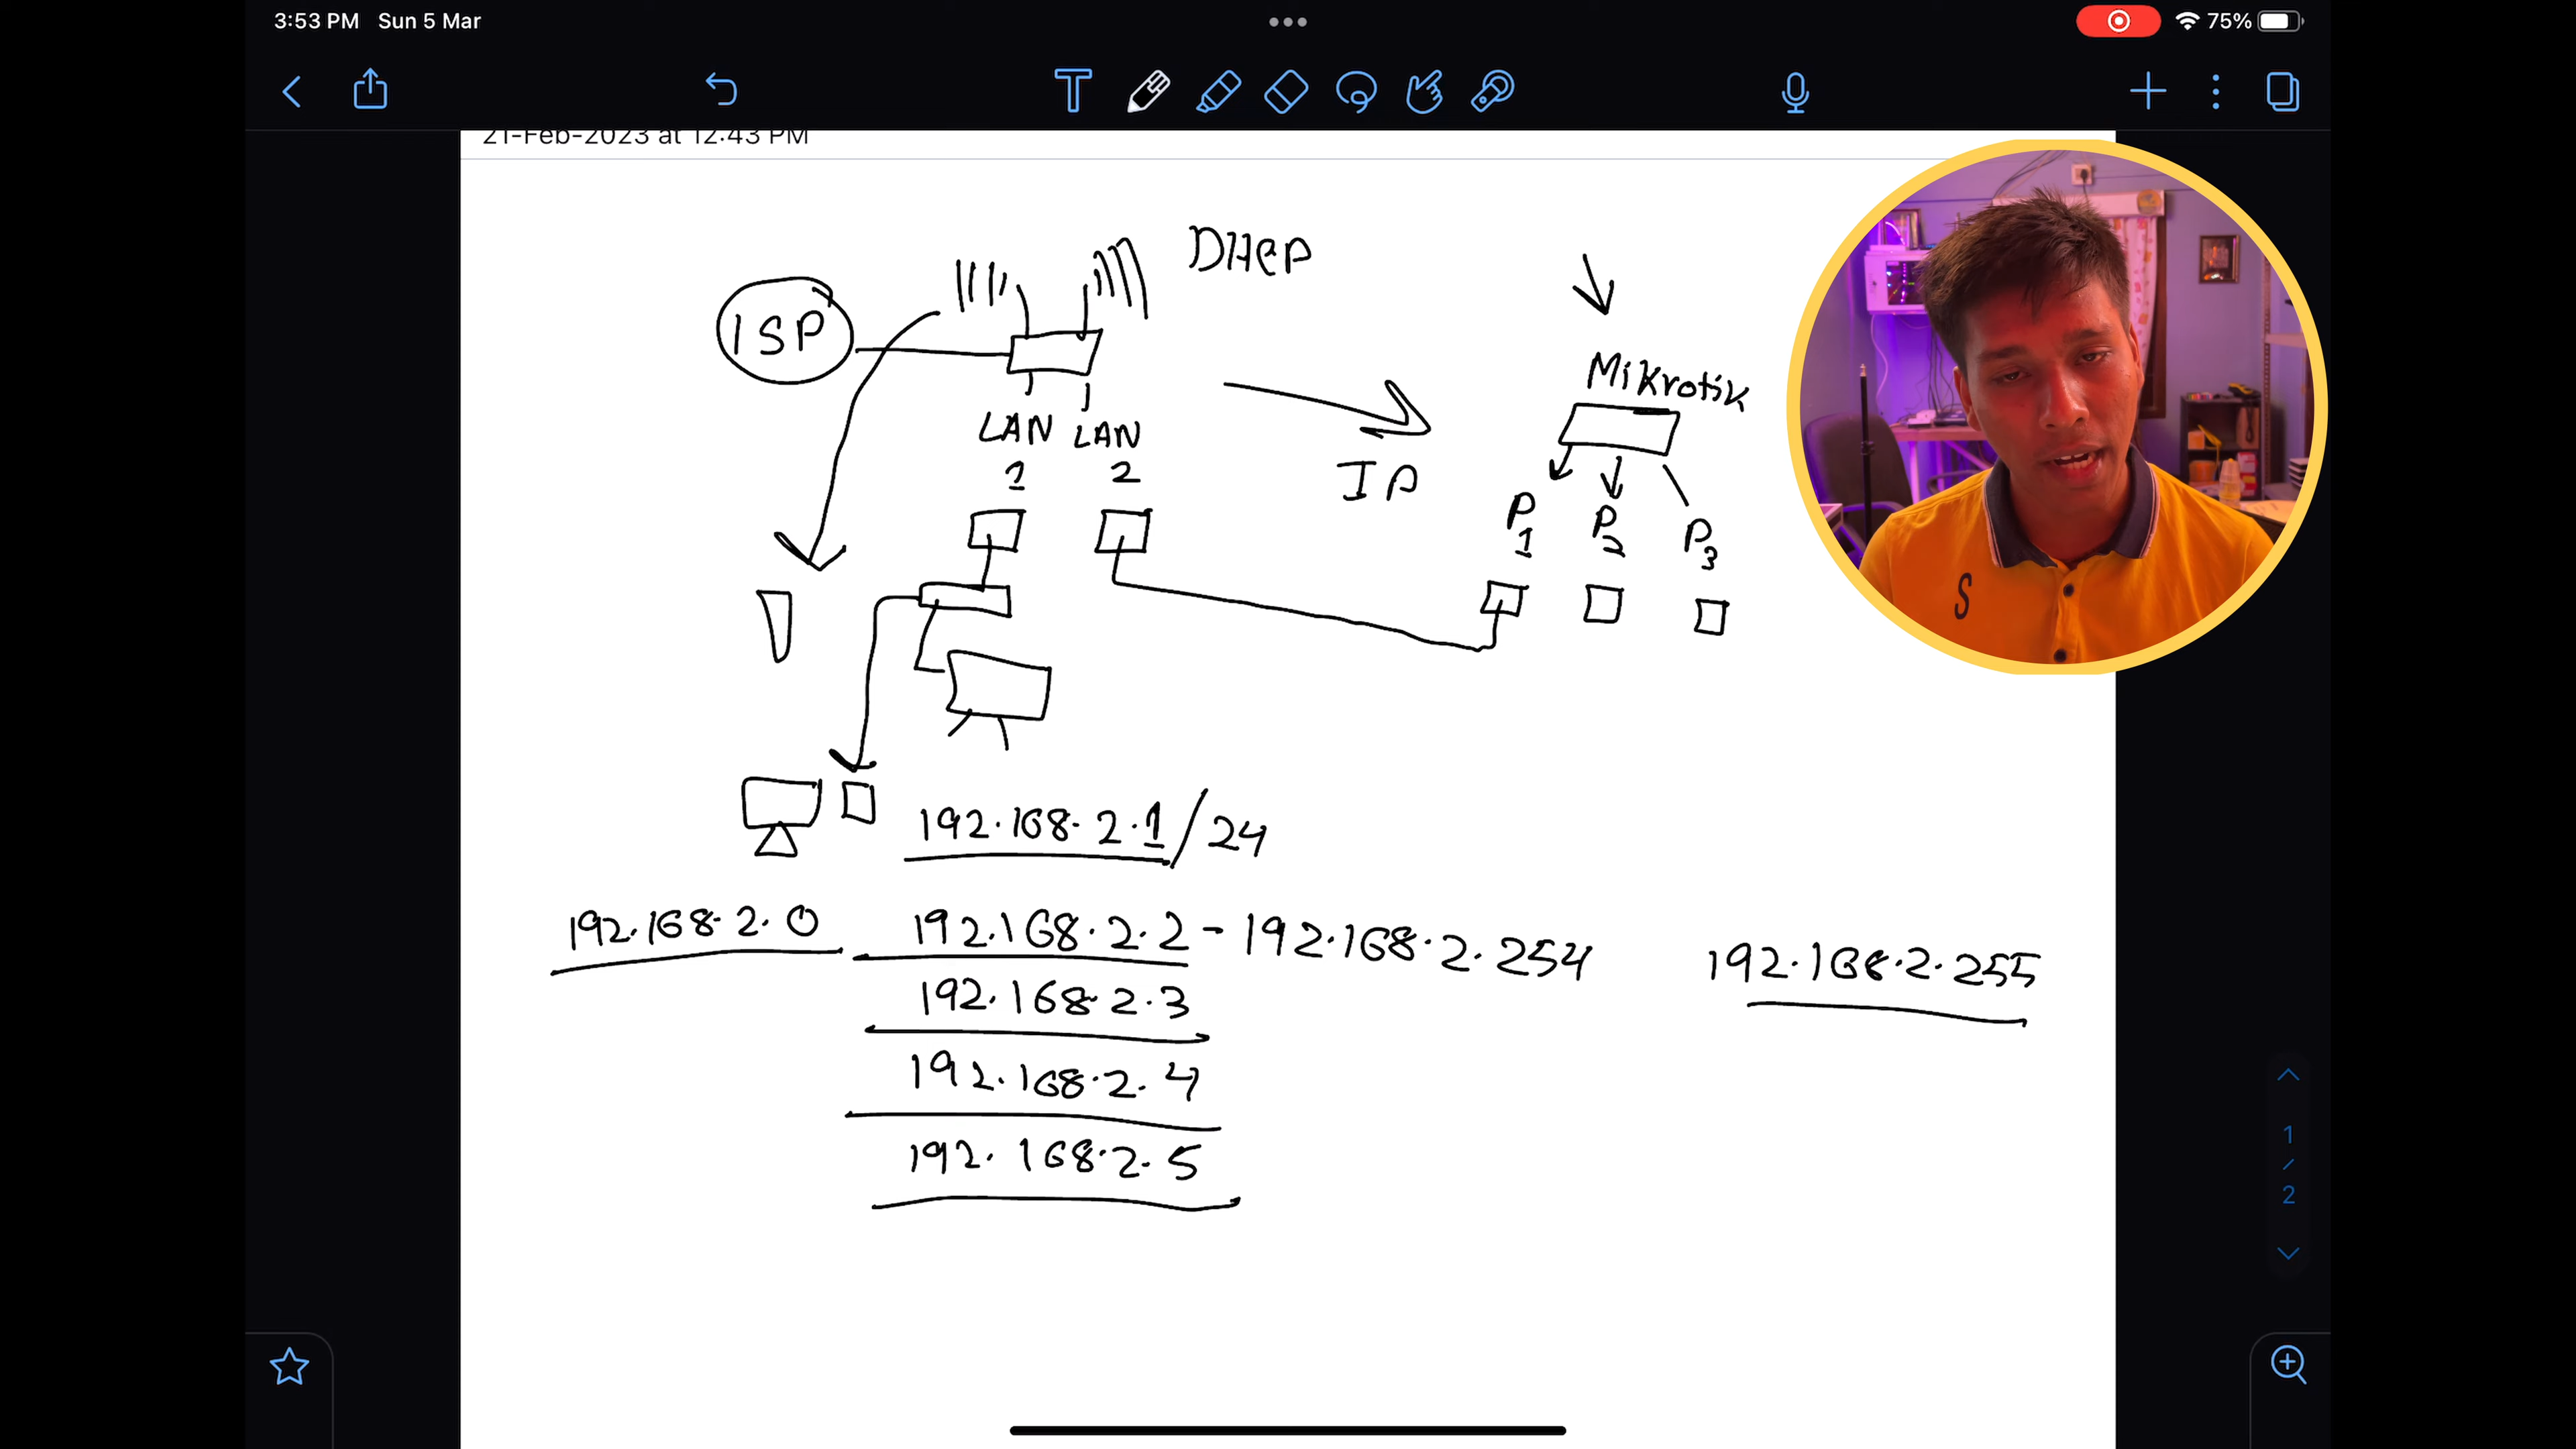 3:53 PM Sun 5 Mar
75%
T
21-Feb-2023 at 12:43 PM
DHCP
ISP
MiKrotik
LAN LAN
1 2
IP
P P P
1 2 3
S
192.168.2.1/24
192.168.2.0 192.168.2.2 - 192.168.2.254 192.168.2.255
192.168.2.3
192.168.2.4
192.168.2.5
1
/
2